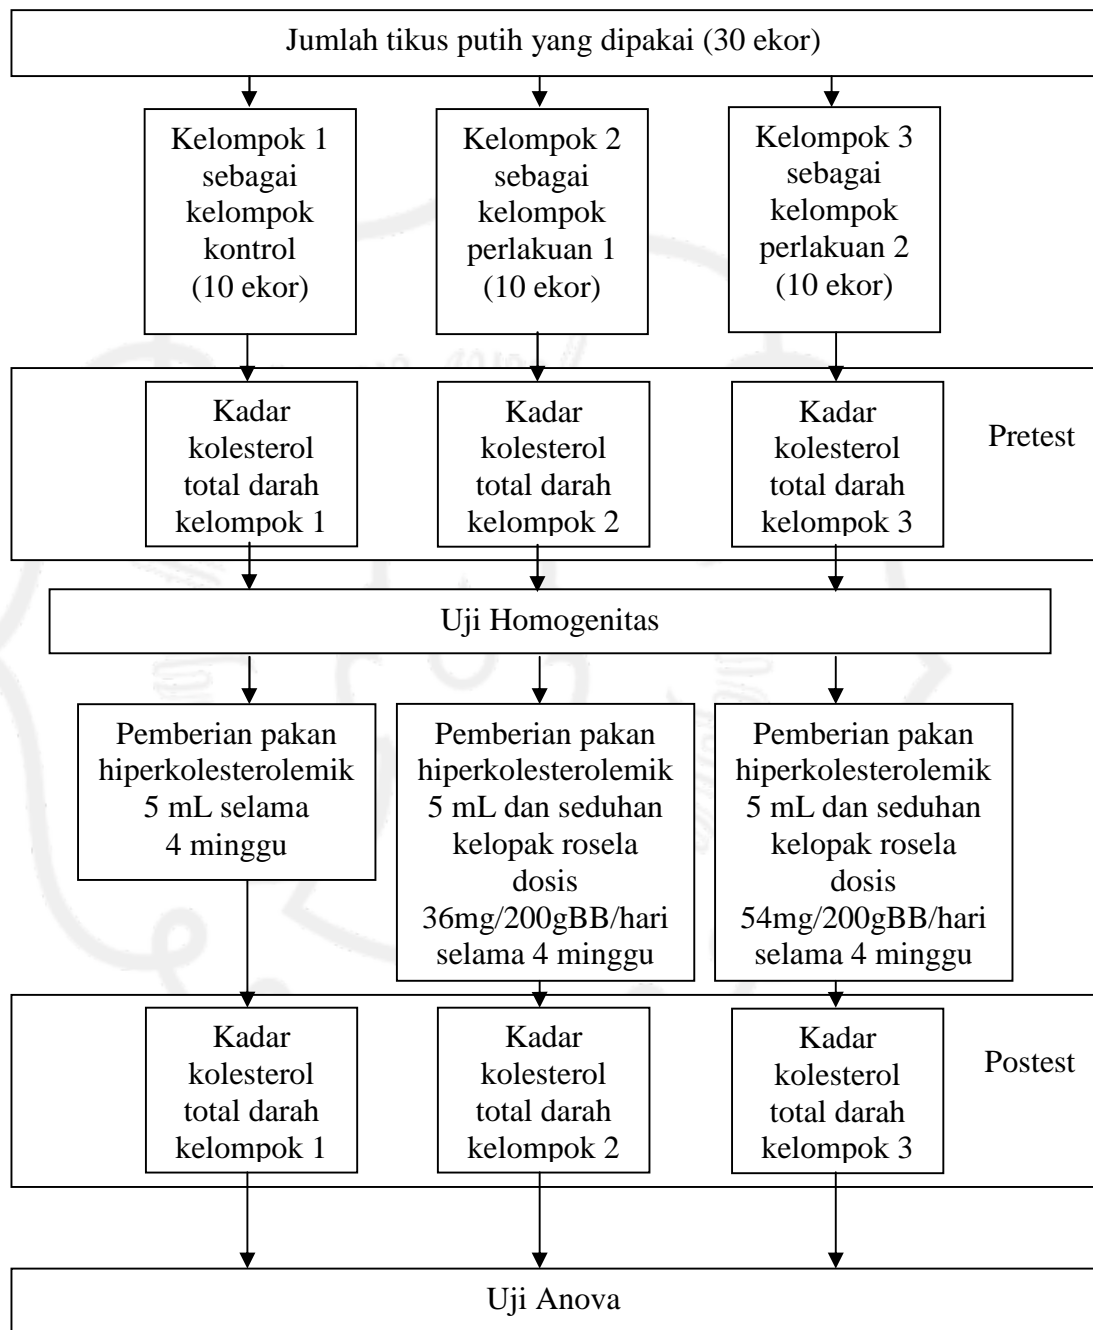 Jumlah tikus putih yang dipakai (30 ekor)
Kelompok 1
sebagai
kelompok
kontrol
(10 ekor)
Kelompok 2
sebagai
kelompok
perlakuan 1
(10 ekor)
Kelompok 3
sebagai
kelompok
perlakuan 2
(10 ekor)
Kadar
kolesterol
total darah
kelompok 1
Kadar
kolesterol
total darah
kelompok 2
Kadar
kolesterol
total darah
kelompok 3
Pretest
Uji Homogenitas
Pemberian pakan
hiperkolesterolemik
5 mL selama
4 minggu
Pemberian pakan
hiperkolesterolemik
5 mL dan seduhan
kelopak rosela
dosis
36mg/200gBB/hari
selama 4 minggu
Pemberian pakan
hiperkolesterolemik
5 mL dan seduhan
kelopak rosela
dosis
54mg/200gBB/hari
selama 4 minggu
Kadar
kolesterol
total darah
kelompok 1
Kadar
kolesterol
total darah
kelompok 2
Kadar
kolesterol
total darah
kelompok 3
Postest
Uji Anova